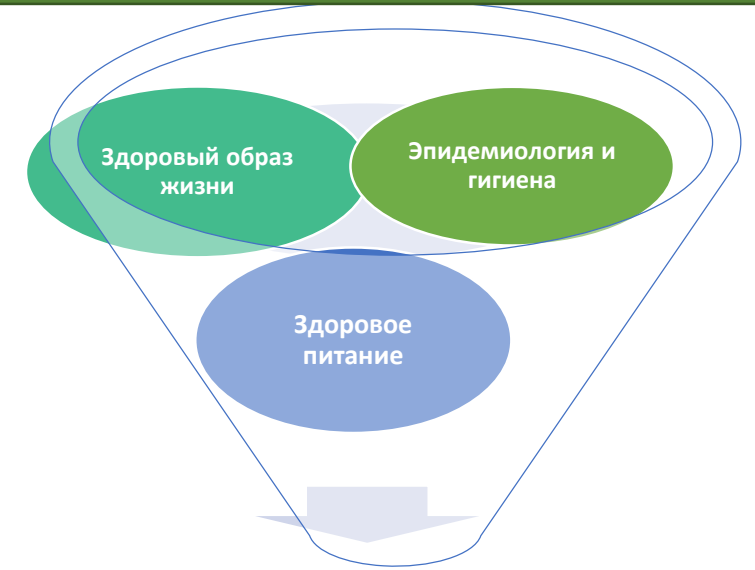 Здоровый образ
жизни
Эпидемиология и
гигиена
Здоровое
питание